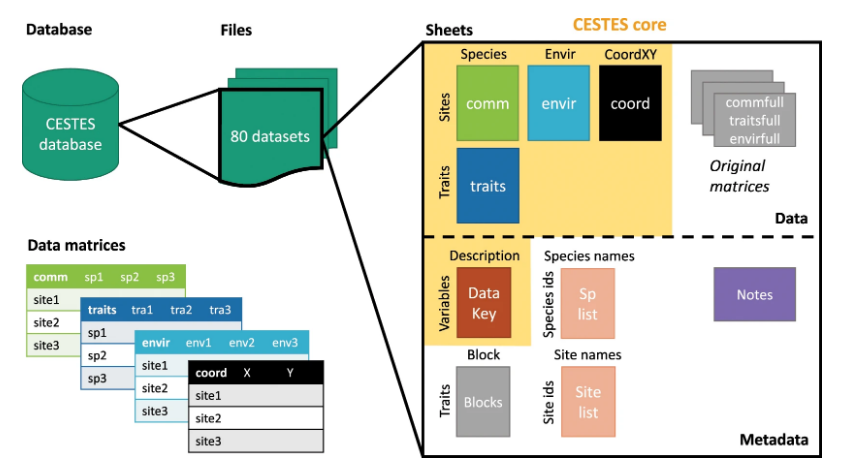 Database
Files
Sheets
CESTES core
CESTES
database
80 datasets
Species
Envir
CoordXY
Sites
comm
envir
coord
Traits
traits
commfull
traitsfull
envirfull
Original
matrices
Data
Data matrices
comm sp1 sp2 sp3
site1
site2
site3
traits tra1 tra2 tra3
sp1
sp2
sp3
envir env1 env2 env3
site1
site2
site3
coord X Y
site1
site2
site3
Description
Variables
Data
Key
Species names
Species ids
Sp
list
Notes
Block
Traits
Blocks
Site names
Site ids
Site
list
Metadata